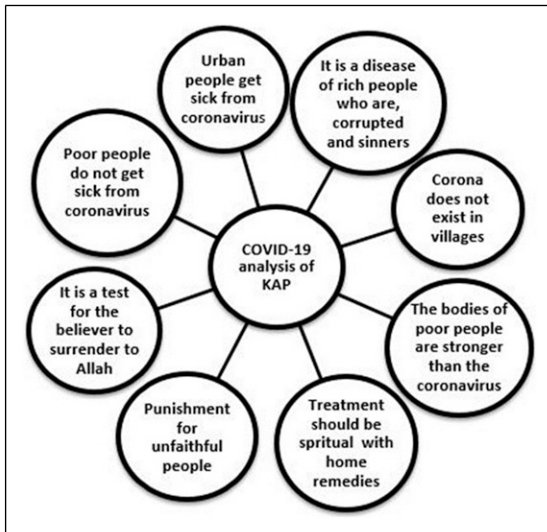 Urban
people get
sick from
coronavirus
It is a disease
of rich people
who are,
corrupted
and sinners
Corona
does not
exist in
villages
The bodies of
poor people
are stronger
than the
coronavirus
Treatment
should be
spritual with
home
remedies
Punishment
for
unfaithful
people
It is a test
for the
believer to
surrender to
Allah
Poor people
do not get
sick from
coronavirus
COVID-19
analysis of
KAP